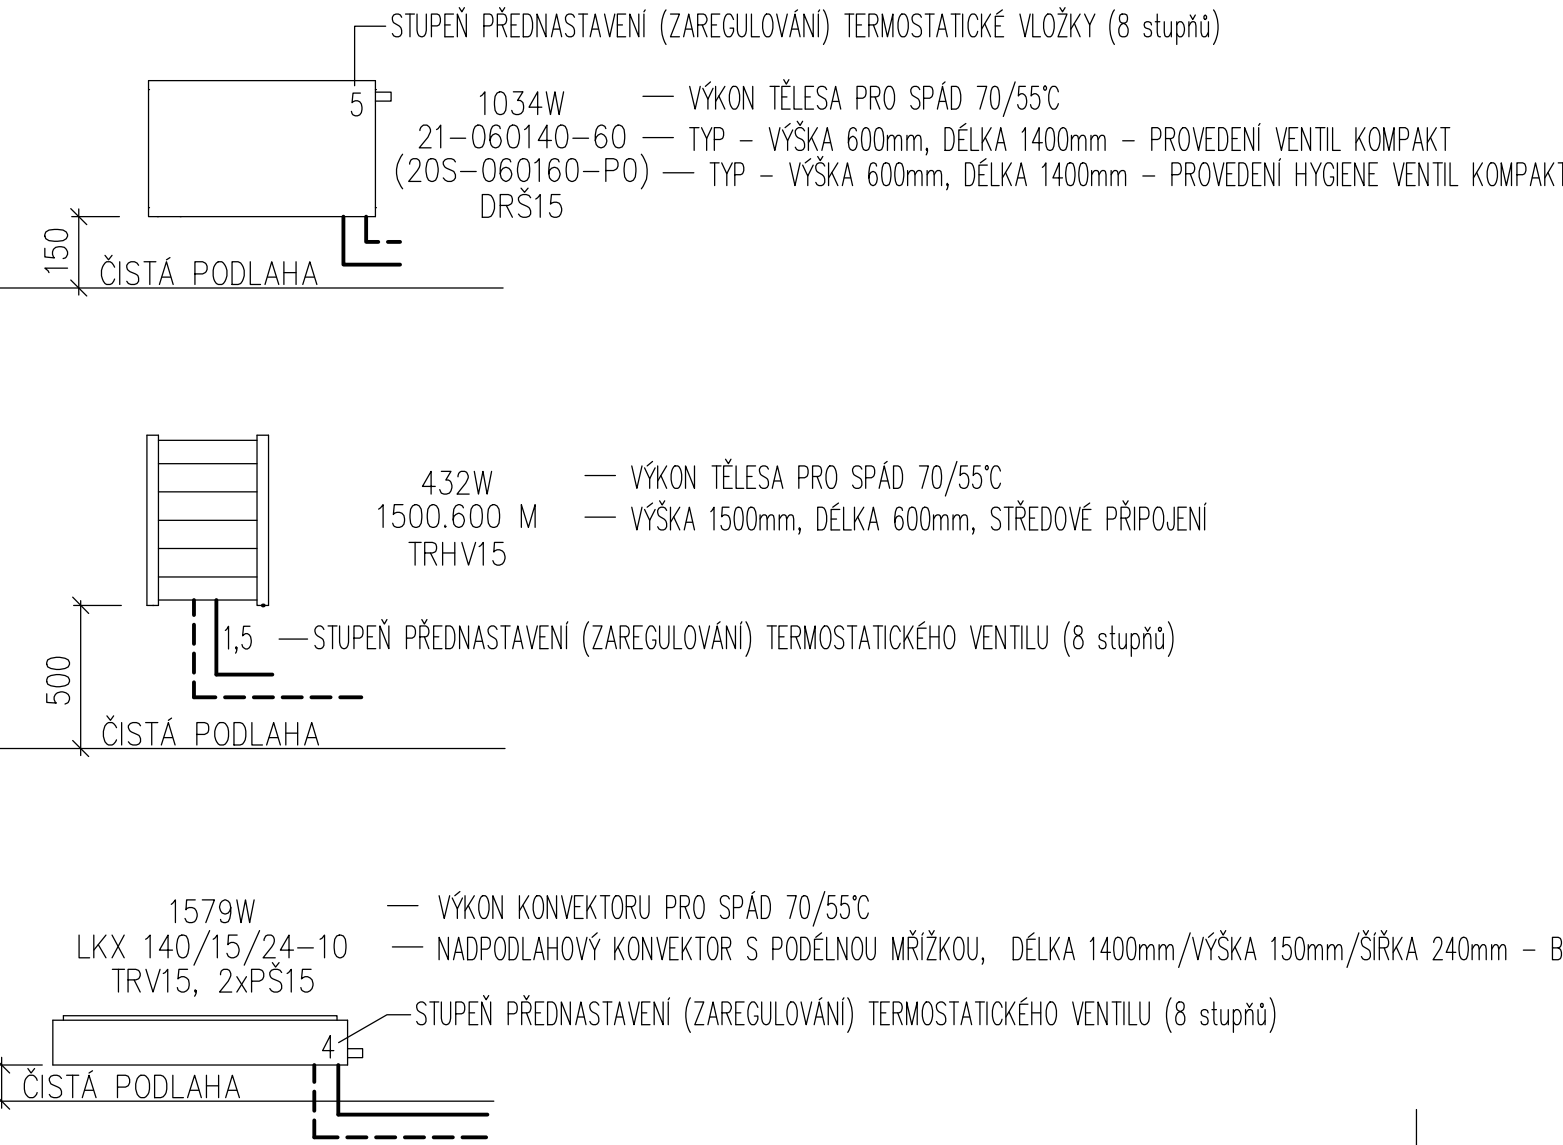 STUPEŇ PŘEDNASTAVENÍ (ZAREGULOVÁNÍ) TERMOSTATICKÉ VLOŽKY (8 stupňů)
5
1034W — VÝKON TĚLESA PRO SPÁD 70/55°C
21-060140-60 — TYP - VÝŠKA 600mm, DÉLKA 1400mm - PROVEDENÍ VENTIL KOMPAKT
(20S-060160-P0) — TYP - VÝŠKA 600mm, DÉLKA 1400mm - PROVEDENÍ HYGIENE VENTIL KOMPAKT
DRŠ15
150
ČISTÁ PODLAHA
432W — VÝKON TĚLESA PRO SPÁD 70/55°C
1500.600 M — VÝŠKA 1500mm, DÉLKA 600mm, STŘEDOVÉ PŘIPOJENÍ
TRHV15
1,5 — STUPEŇ PŘEDNASTAVENÍ (ZAREGULOVÁNÍ) TERMOSTATICKÉHO VENTILU (8 stupňů)
500
ČISTÁ PODLAHA
1579W — VÝKON KONVEKTORU PRO SPÁD 70/55°C
LKX 140/15/24-10 — NADPODLAHOVÝ KONVEKTOR S PODÉLNOU MŘÍŽKOU, DÉLKA 1400mm/VÝŠKA 150mm/ŠÍŘKA 240mm - B
TRV15, 2xPŠ15
STUPEŇ PŘEDNASTAVENÍ (ZAREGULOVÁNÍ) TERMOSTATICKÉHO VENTILU (8 stupňů)
4
ČISTÁ PODLAHA